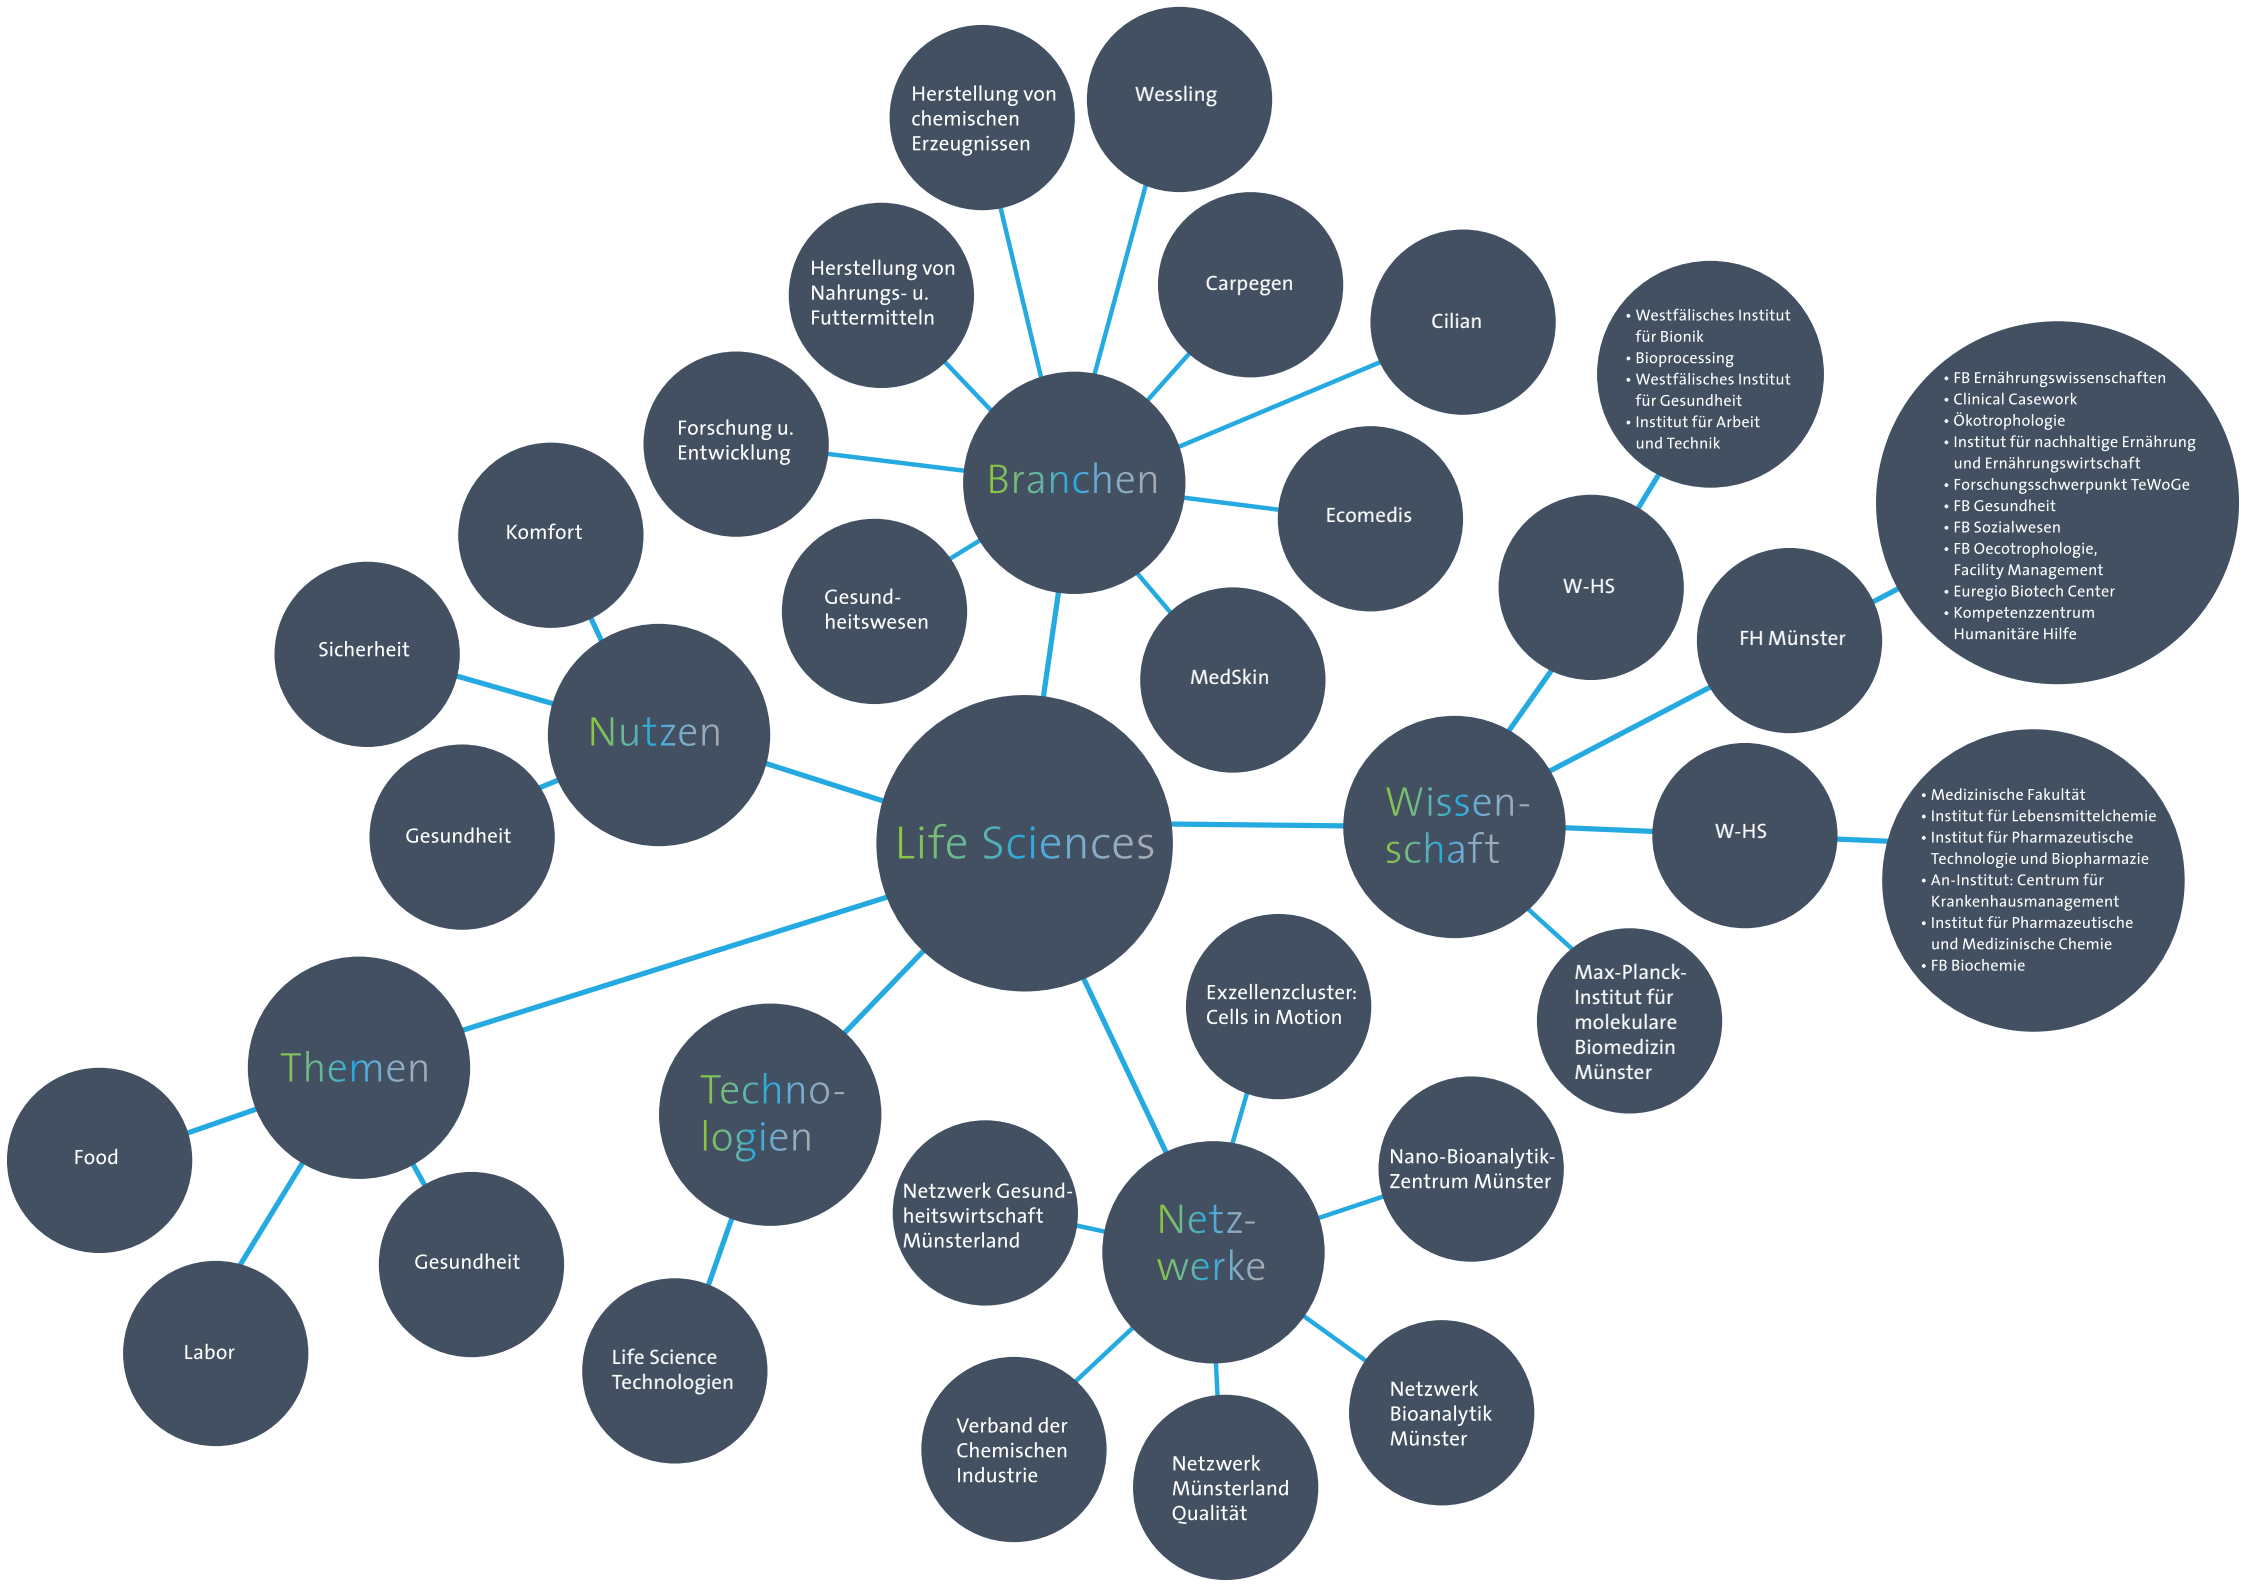 Herstellung von
chemischen
Erzeugnissen
Wessling
Herstellung von
Nahrungs- u.
Futtermitteln
Carpegen
Cilian
Forschung u.
Entwicklung
Branchen
Ecomedis
Gesund-
heitswesen
MedSkin
Komfort
Sicherheit
Nutzen
Gesundheit
Life Sciences
Wissen-
schaft
W-HS
• Westfälisches Institut
für Bionik
• Bioprocessing
• Westfälisches Institut
für Gesundheit
• Institut für Arbeit
und Technik
FH Münster
• FB Ernährungswissenschaften
• Clinical Casework
• Ökotrophologie
• Institut für nachhaltige Ernährung
und Ernährungswirtschaft
• Forschungsschwerpunkt TeWoGe
• FB Gesundheit
• FB Sozialwesen
• FB Oecotrophologie,
Facility Management
• Euregio Biotech Center
• Kompetenzzentrum
Humanitäre Hilfe
W-HS
• Medizinische Fakultät
• Institut für Lebensmittelchemie
• Institut für Pharmazeutische
Technologie und Biopharmazie
• An-Institut: Centrum für
Krankenhausmanagement
• Institut für Pharmazeutische
und Medizinische Chemie
• FB Biochemie
Max-Planck-
Institut für
molekulare
Biomedizin
Münster
Themen
Food
Labor
Gesundheit
Techno-
logien
Life Science
Technologien
Netz-
werke
Exzellenzcluster:
Cells in Motion
Nano-Bioanalytik-
Zentrum Münster
Netzwerk Gesund-
heitswirtschaft
Münsterland
Verband der
Chemischen
Industrie
Netzwerk
Münsterland
Qualität
Netzwerk
Bioanalytik
Münster